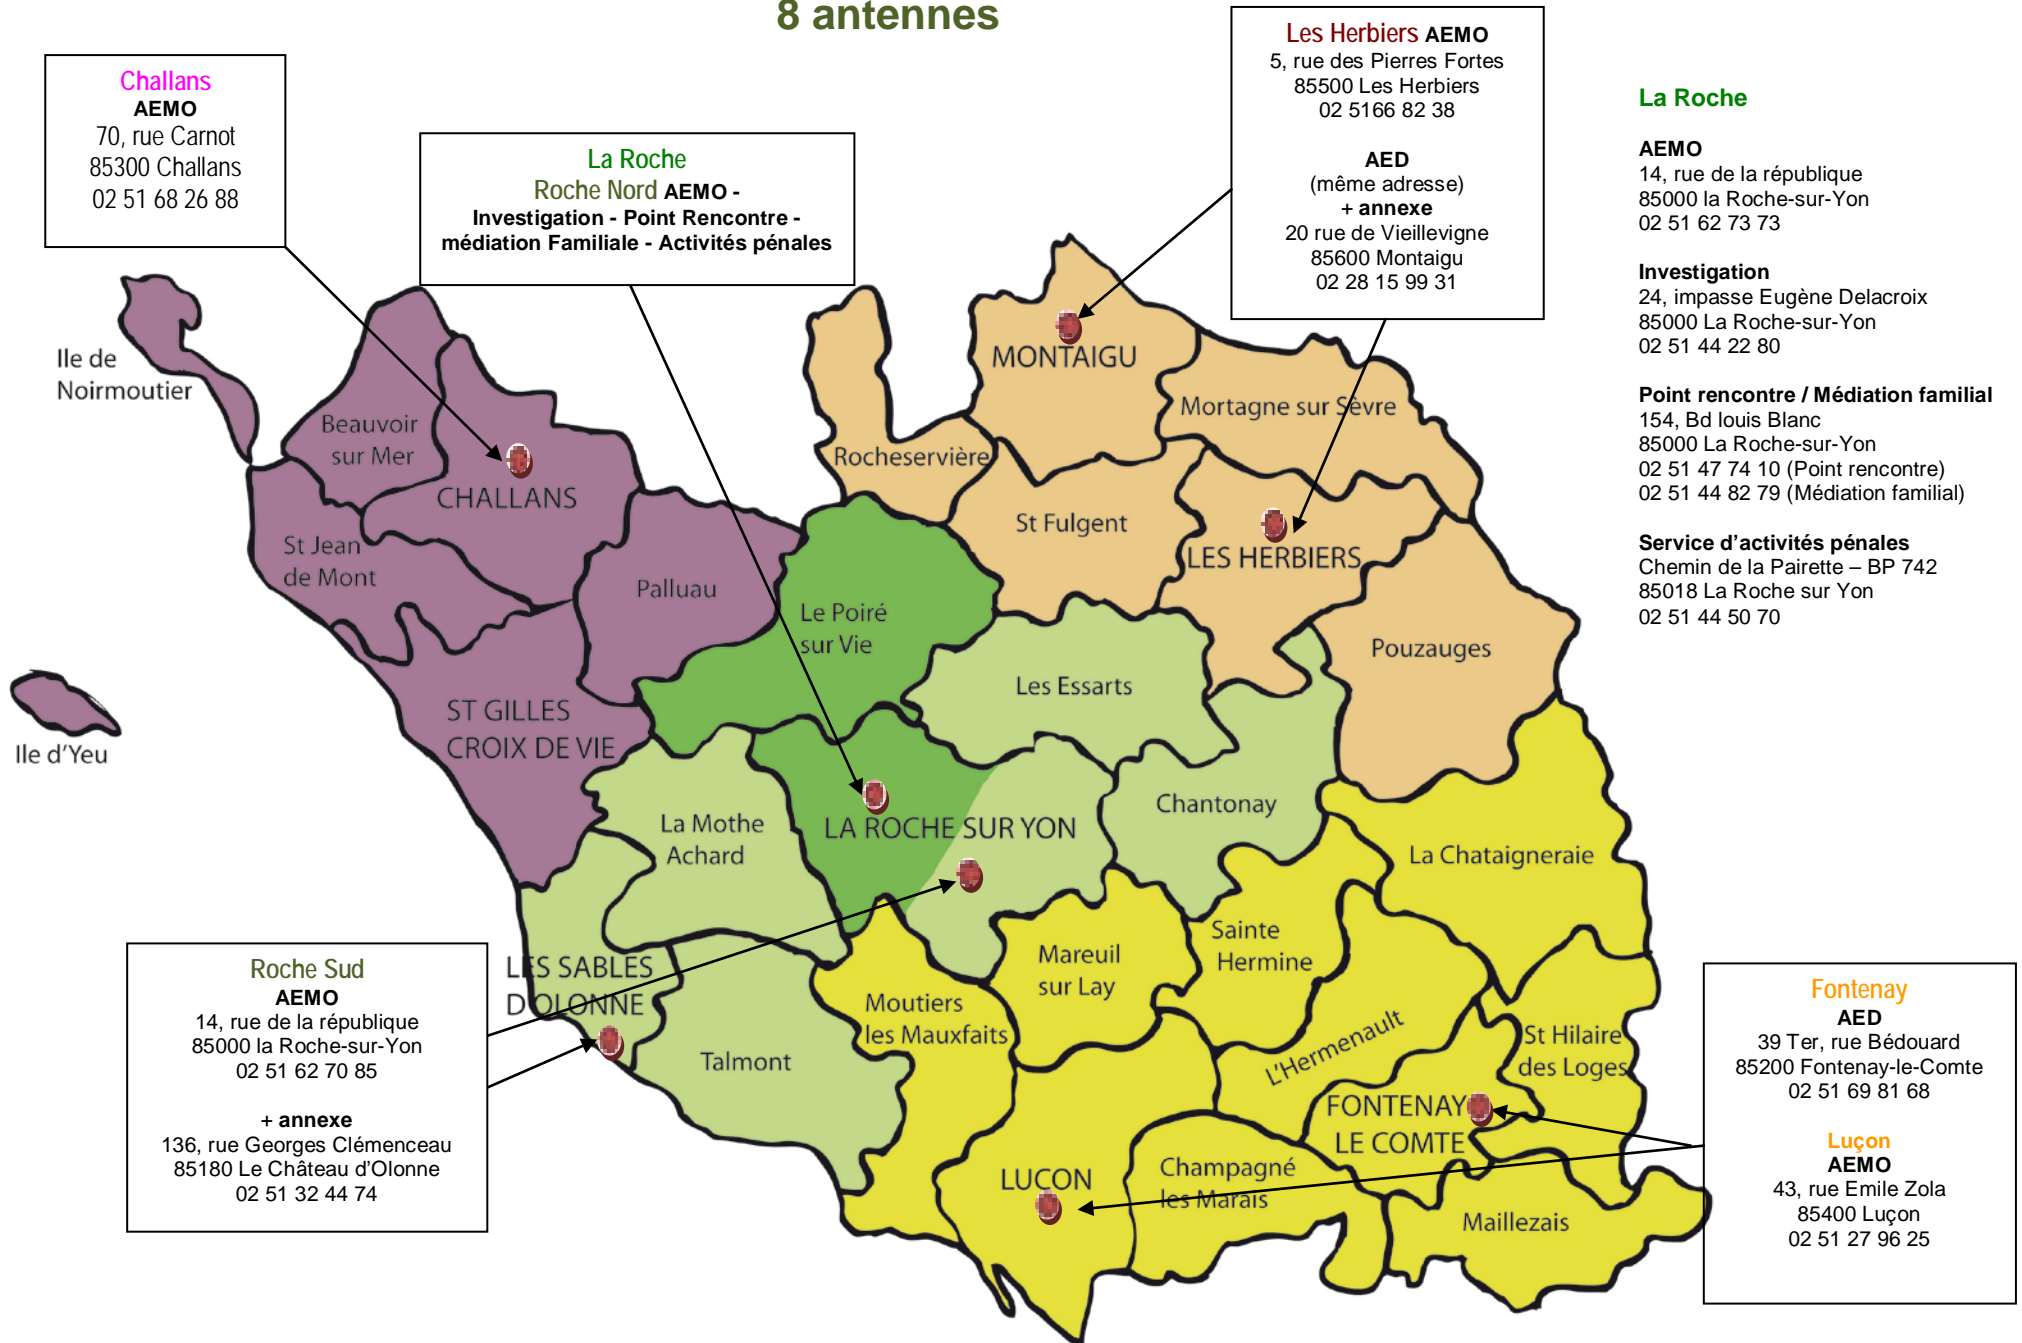 8 antennes
Challans
AEMO
70, rue Carnot
85300 Challans
02 51 68 26 88
La Roche
Roche Nord AEMO -
Investigation - Point Rencontre -
médiation Familiale - Activités pénales
Les Herbiers AEMO
5, rue des Pierres Fortes
85500 Les Herbiers
02 5166 82 38
AED
(même adresse)
+ annexe
20 rue de Vieillevigne
85600 Montaigu
02 28 15 99 31
La Roche
AEMO
14, rue de la république
85000 la Roche-sur-Yon
02 51 62 73 73
Investigation
24, impasse Eugène Delacroix
85000 La Roche-sur-Yon
02 51 44 22 80
Point rencontre / Médiation familial
154, Bd louis Blanc
85000 La Roche-sur-Yon
02 51 47 74 10 (Point rencontre)
02 51 44 82 79 (Médiation familial)
Service d'activités pénales
Chemin de la Pairette – BP 742
85018 La Roche sur Yon
02 51 44 50 70
Ile de
Noirmoutier
Beauvoir
sur Mer
CHALLANS
St Jean
de Mont
Palluau
ST GILLES
CROIX DE VIE
Ile d'Yeu
MONTAIGU
Mortagne sur Sèvre
Rocheservière
St Fulgent
LES HERBIERS
Pouzauges
Le Poiré
sur Vie
Les Essarts
La Mothe
Achard
LA ROCHE SUR YON
Chantonay
La Chataigneraie
LES SABLES
D'OLONNE
Talmont
Moutiers
les Mauxfaits
Mareuil
sur Lay
Sainte
Hermine
L'Hermenault
St Hilaire
des Loges
FONTENAY
LE COMTE
LUCON
Champagné
les Marais
Maillezais
Roche Sud
AEMO
14, rue de la république
85000 la Roche-sur-Yon
02 51 62 70 85
+ annexe
136, rue Georges Clémenceau
85180 Le Château d'Olonne
02 51 32 44 74
Fontenay
AED
39 Ter, rue Bédouard
85200 Fontenay-le-Comte
02 51 69 81 68
Luçon
AEMO
43, rue Emile Zola
85400 Luçon
02 51 27 96 25